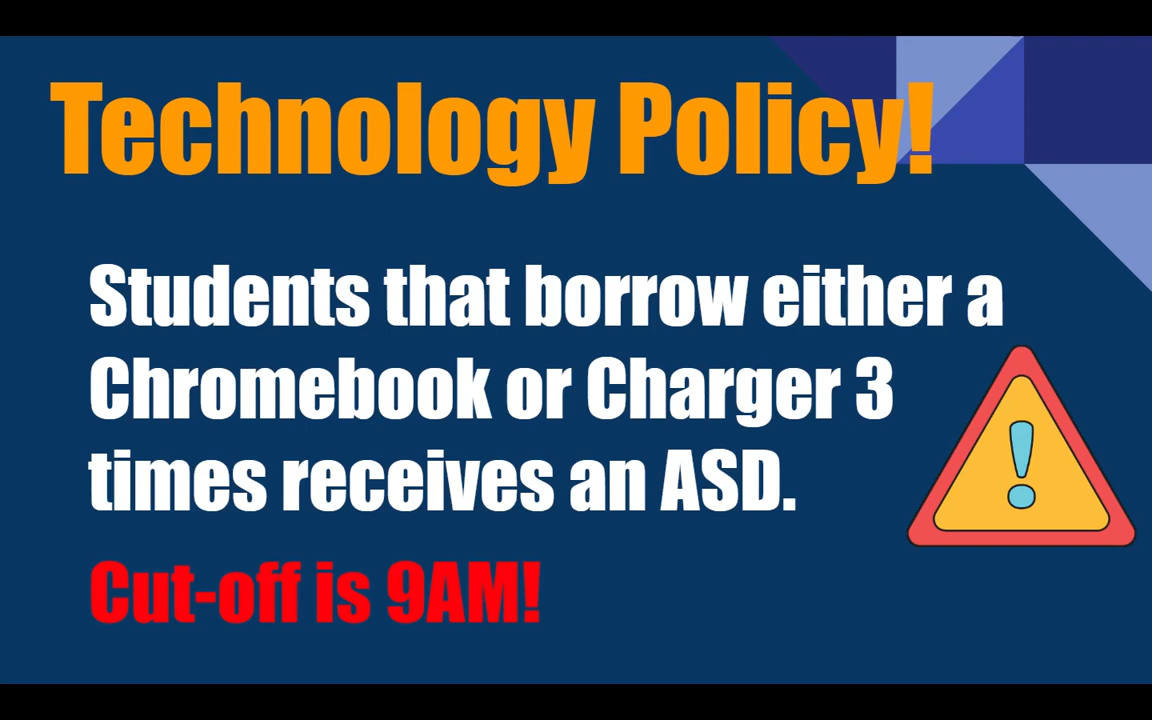 Technology Policy!
Students that borrow either a
Chromebook or Charger 3
times receives an ASD.
Cut-off is 9AM!